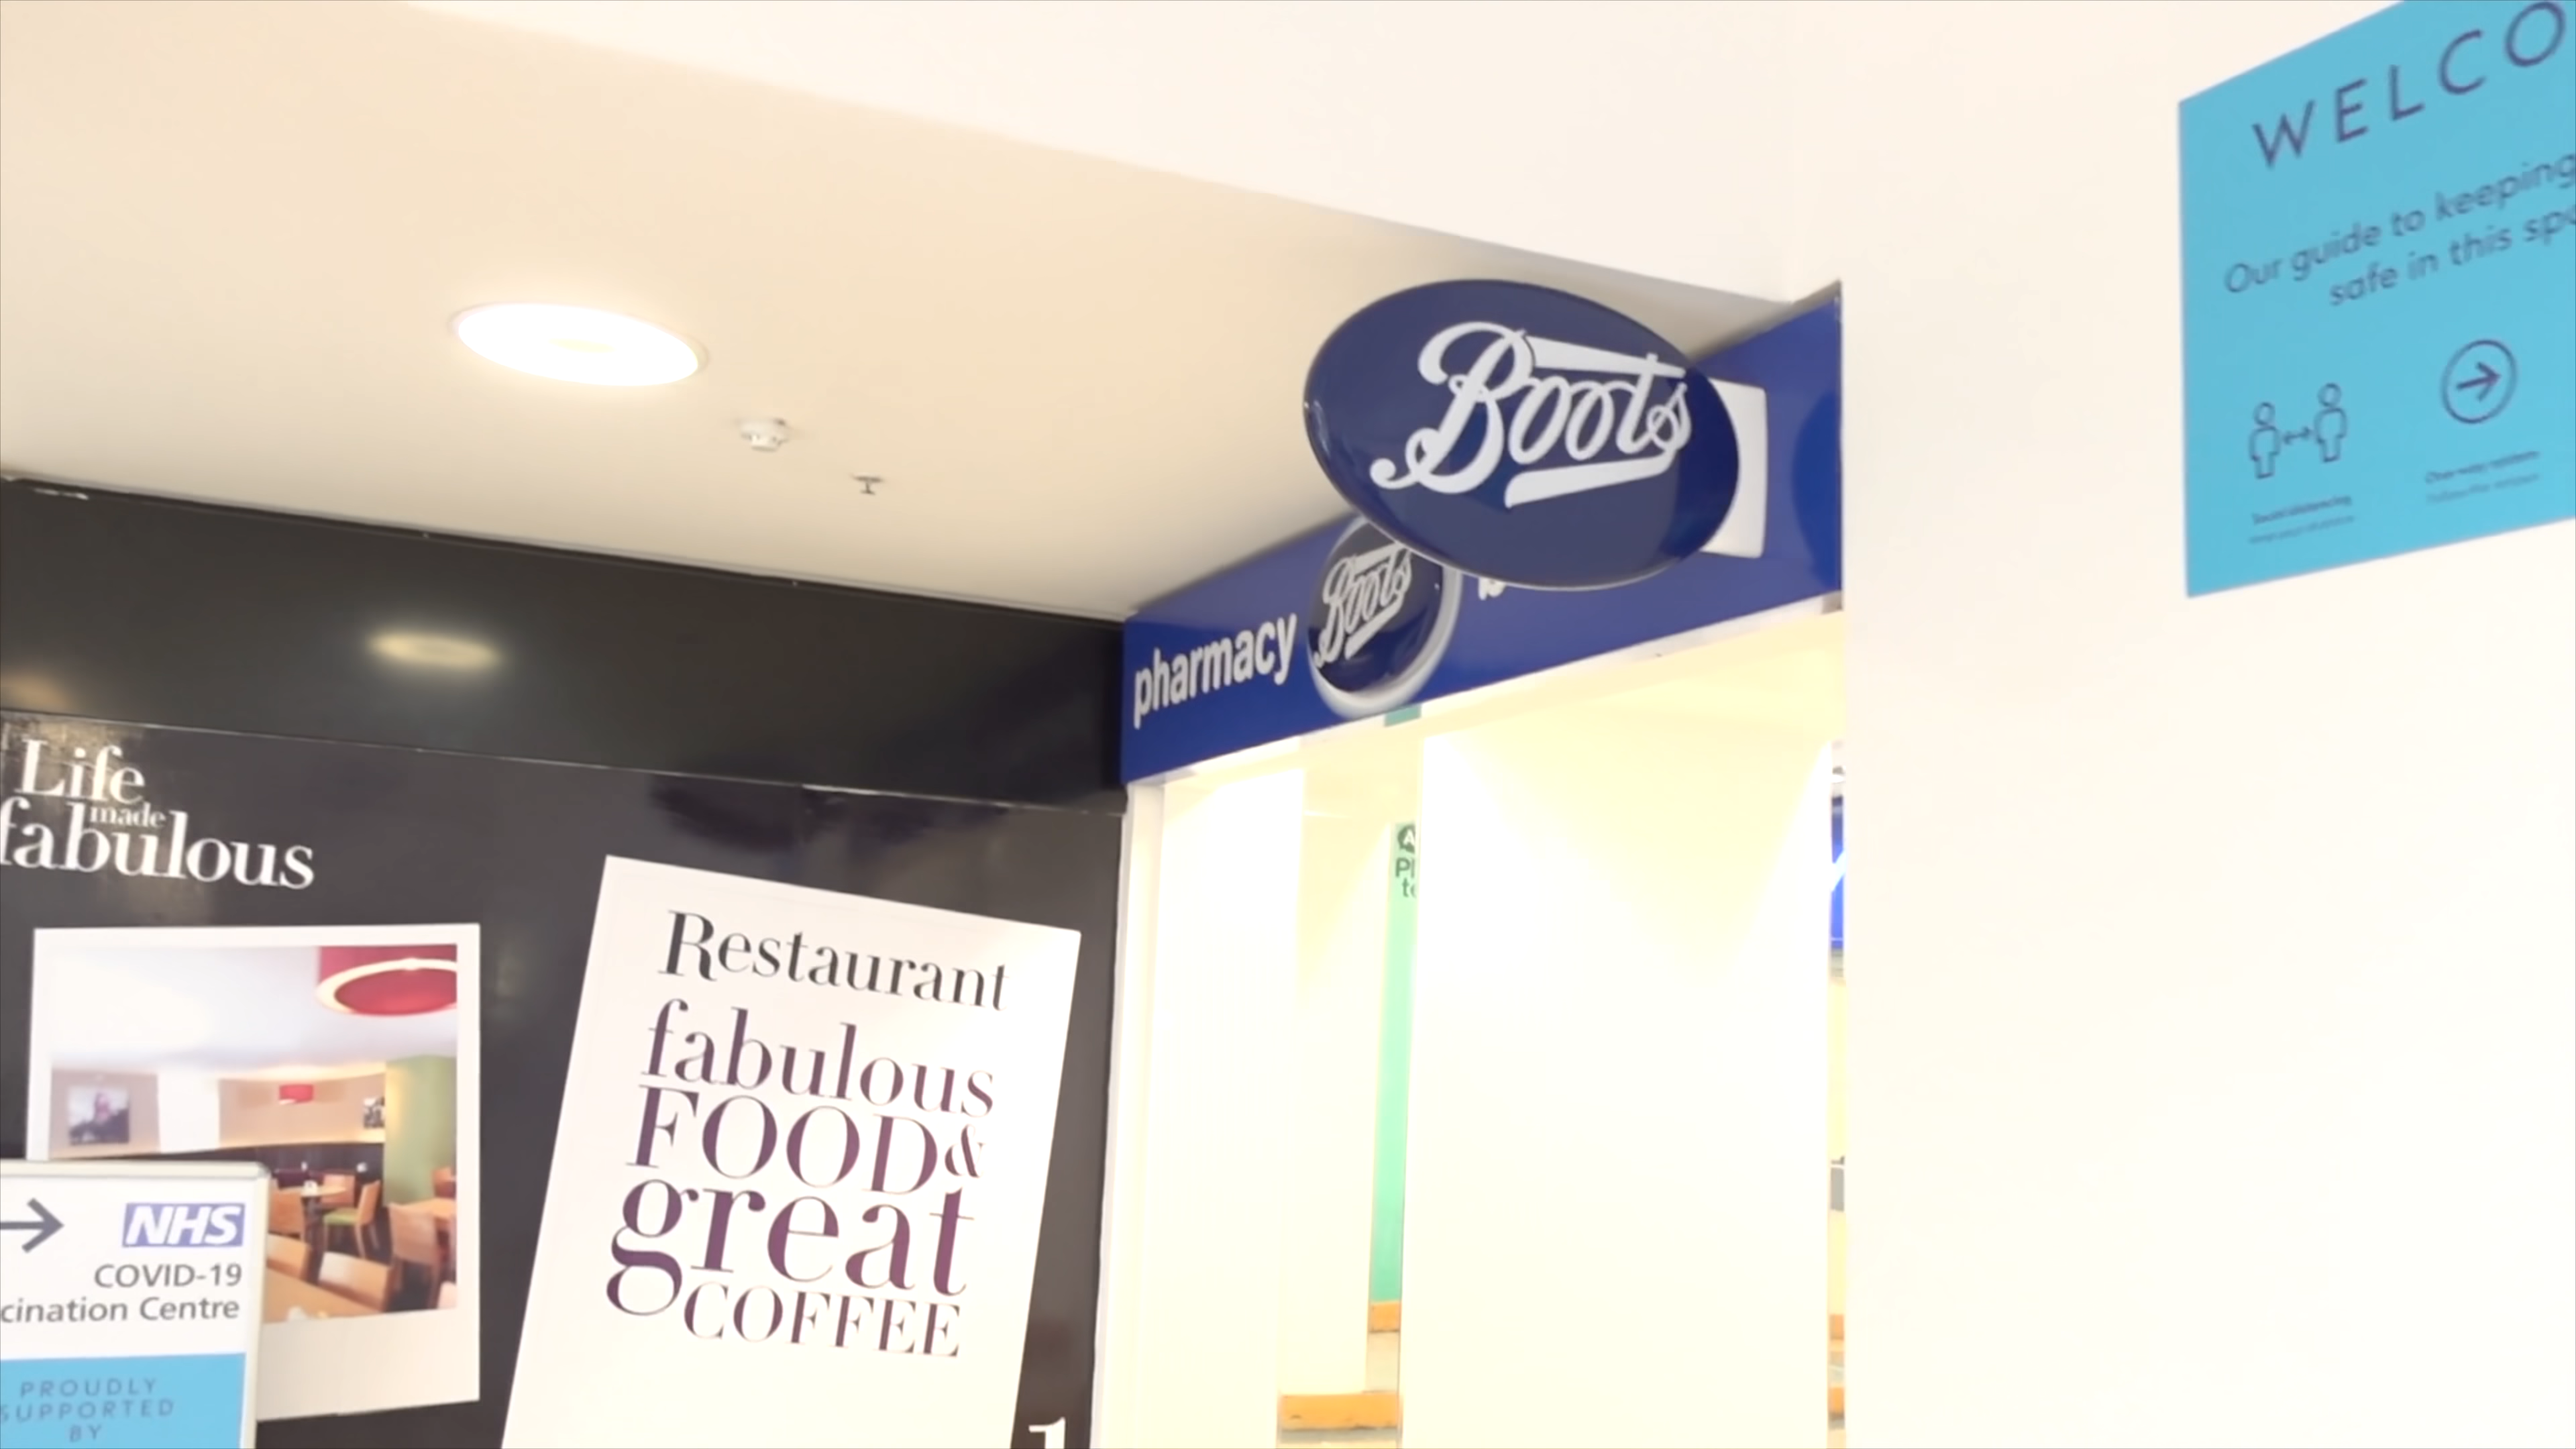 WELCO
Our guide to keeping
safe in this
Boots
pharmacy
Boots
Life
made
fabulous
Restaurant
fabulous
FOOD&
great
COFFEE
NHS
COVID-19
cination Centre
PROUDLY
SUPPORTED
BY